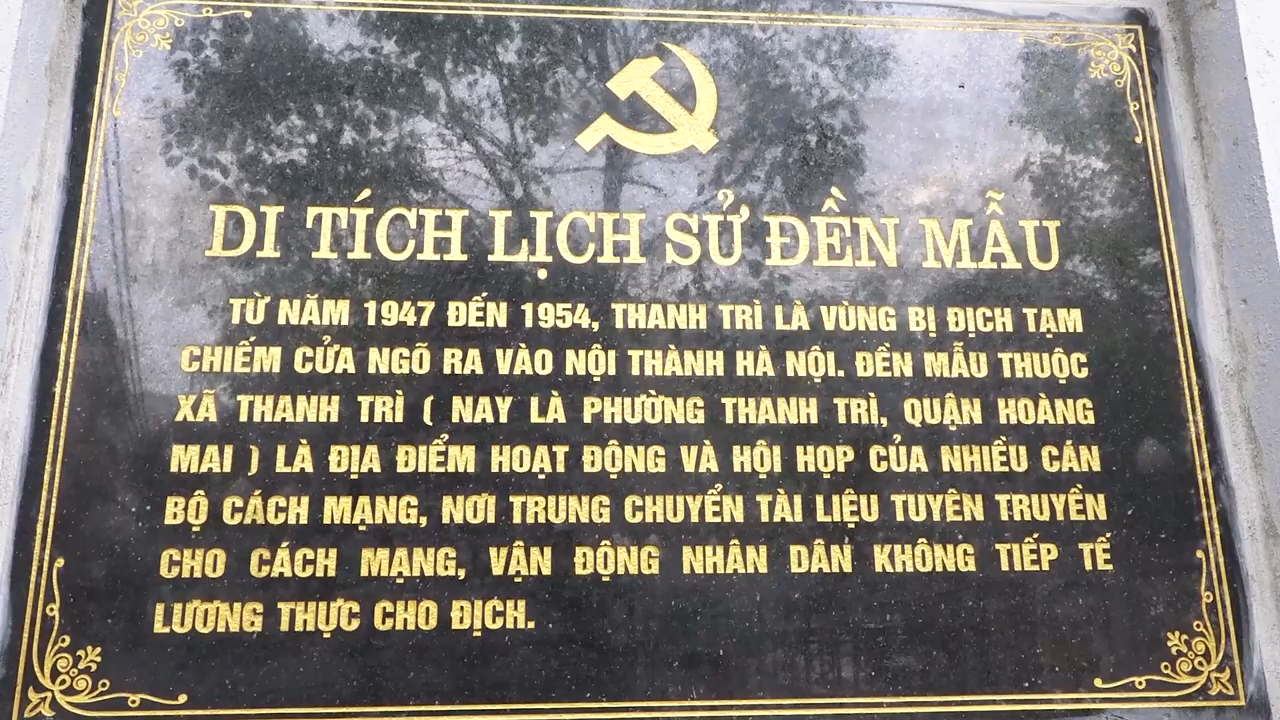 DI TÍCH LỊCH SỬ ĐỀN MẪU
TỪ NĂM 1947 ĐẾN 1954, THANH TRÌ LÀ VÙNG BỊ ĐỊCH TẠM
CHIẾM CỬA NGÕ RA VÀO NỘI THÀNH HÀ NỘI. ĐỀN MẪU THUỘC
XÃ THANH TRÌ ( NAY LÀ PHƯỜNG THANH TRÌ, QUẬN HOÀNG
MAI ) LÀ ĐỊA ĐIỂM HOẠT ĐỘNG VÀ HỘI HỌP CỦA NHIỀU CÁN
BỘ CÁCH MẠNG, NƠI TRUNG CHUYỂN TÀI LIỆU TUYÊN TRUYỀN
CHO CÁCH MẠNG, VẬN ĐỘNG NHÂN DÂN KHÔNG TIẾP TẾ
LƯƠNG THỰC CHO ĐỊCH.